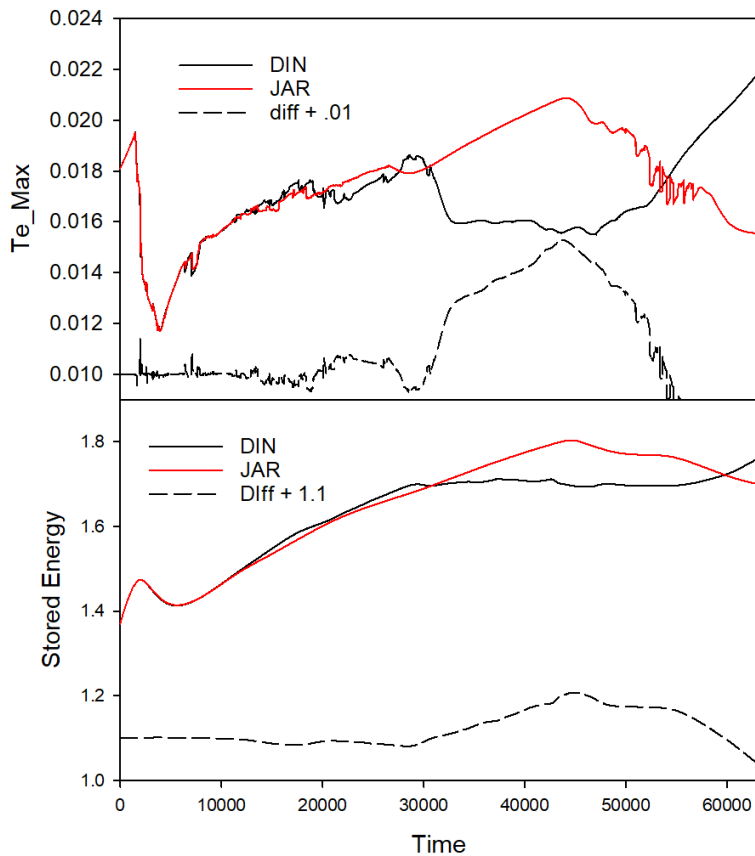 0.024
0.022
0.020
0.018
0.016
0.014
0.012
0.010
Te_Max
DIN
JAR
diff + .01
1.8
1.6
1.4
1.2
1.0
Stored Energy
DIN
JAR
DIff + 1.1
0 10000 20000 30000 40000 50000 60000
Time